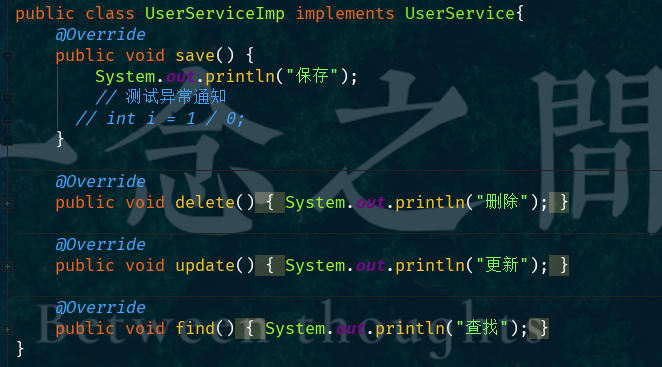 public class UserServiceImp implements UserService{
@Override
public void save() {
System.out.println("保存");
// 测试异常通知
// int i = 1 / 0;
}
一念之間
@Override
public void delete() { System.out.println("删除"); }
@Override
public void update() { System.out.println("更新"); }
@Override
public void find() { System.out.println("查找"); }
Between thoughts
}